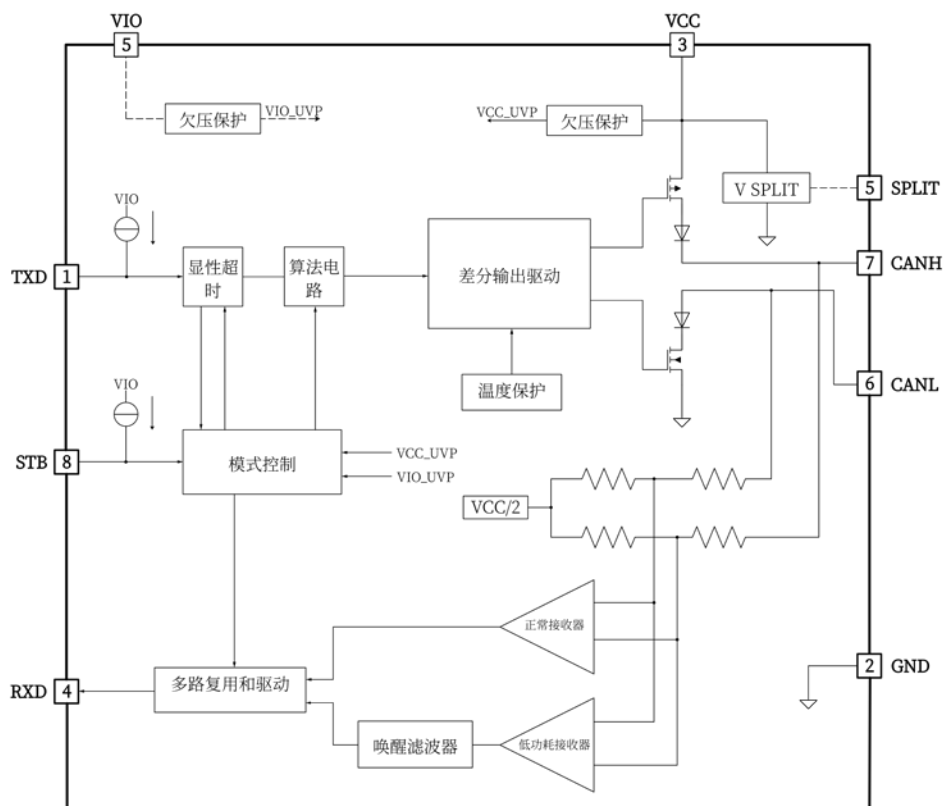 VIO
5
VCC
3
欠压保护
VIO_UVP
VCC_UVP
欠压保护
V SPLIT
5
SPLIT
VIO
TXD
1
显性超
时
算法电
路
差分输出驱动
7
CANH
温度保护
6
CANL
VIO
STB
8
模式控制
VCC_UVP
VIO_UVP
VCC/2
正常接收器
2
GND
RXD
4
多路复用和驱动
唤醒滤波器
低功耗接收器